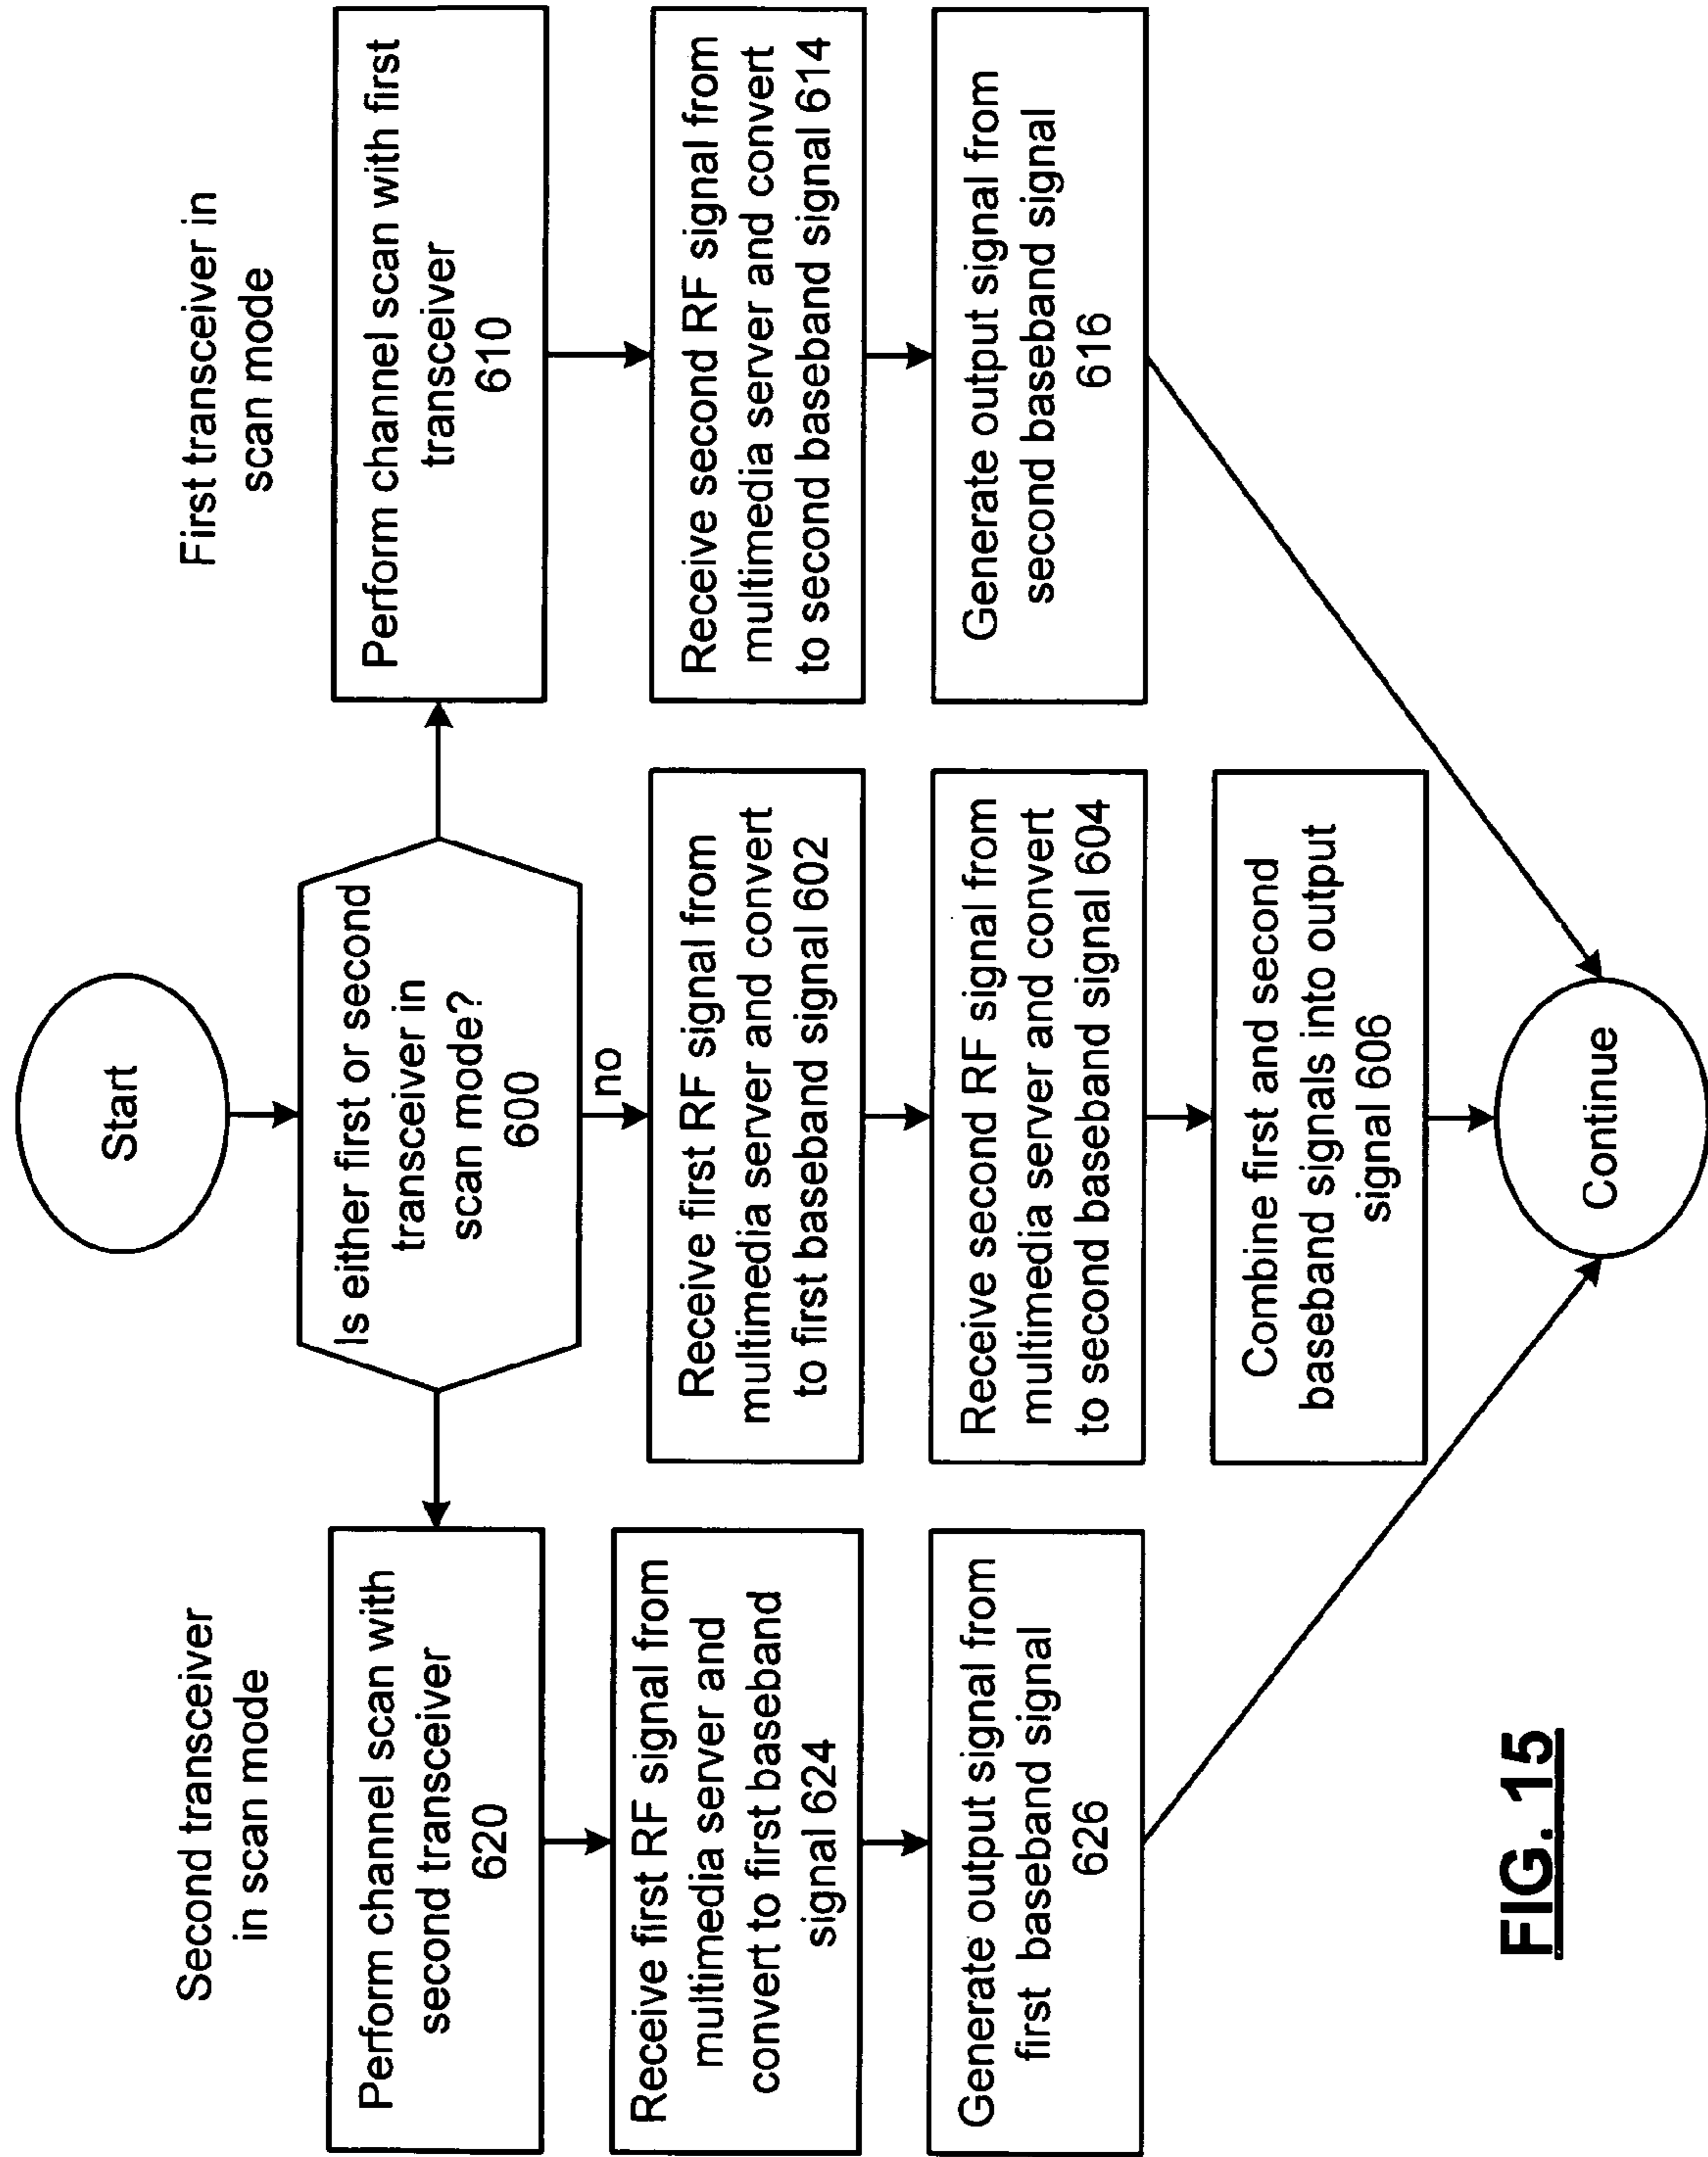 Start
Second transceiver
in scan mode
First transceiver in
scan mode
Is either first or second
transceiver in
scan mode?
600
no
Perform channel scan with
second transceiver
620
Perform channel scan with first
transceiver
610
Receive first RF signal from
multimedia server and
convert to first baseband
signal 624
Receive first RF signal from
multimedia server and convert
to first baseband signal 602
Receive second RF signal from
multimedia server and convert
to second baseband signal 614
Generate output signal from
first baseband signal
626
Receive second RF signal from
multimedia server and convert
to second baseband signal 604
Generate output signal from
second baseband signal
616
Combine first and second
baseband signals into output
signal 606
Continue
FIG. 15